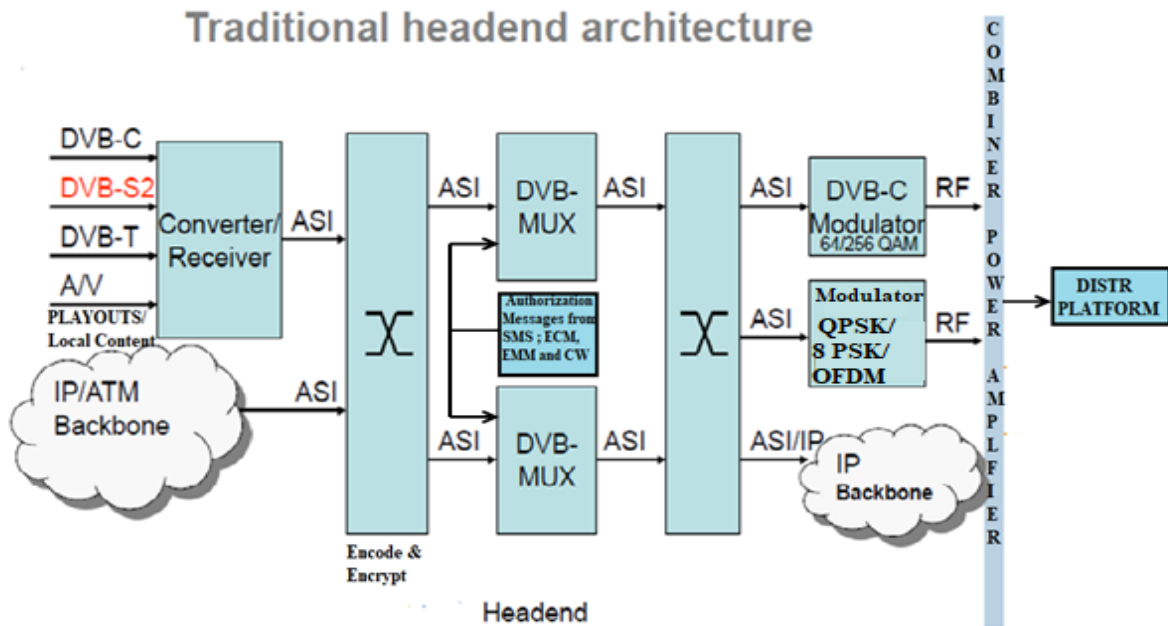 Traditional headend architecture
DVB-C
DVB-S2
DVB-T
A/V
PLAYOUTS/
Local Content
Converter/
Receiver
ASI
IP/ATM
Backbone
ASI
Encode &
Encrypt
ASI
ASI
DVB-
MUX
Authorization
Messages from
SMS ; ECM,
EMM and CW
DVB-
MUX
ASI
ASI
ASI
ASI
ASI/IP
DVB-C
Modulator
64/256 QAM
Modulator
QPSK/
8 PSK/
OFDM
IP
Backbone
RF
RF
COMBINER POWER AMPLFIER
DISTR
PLATFORM
Headend